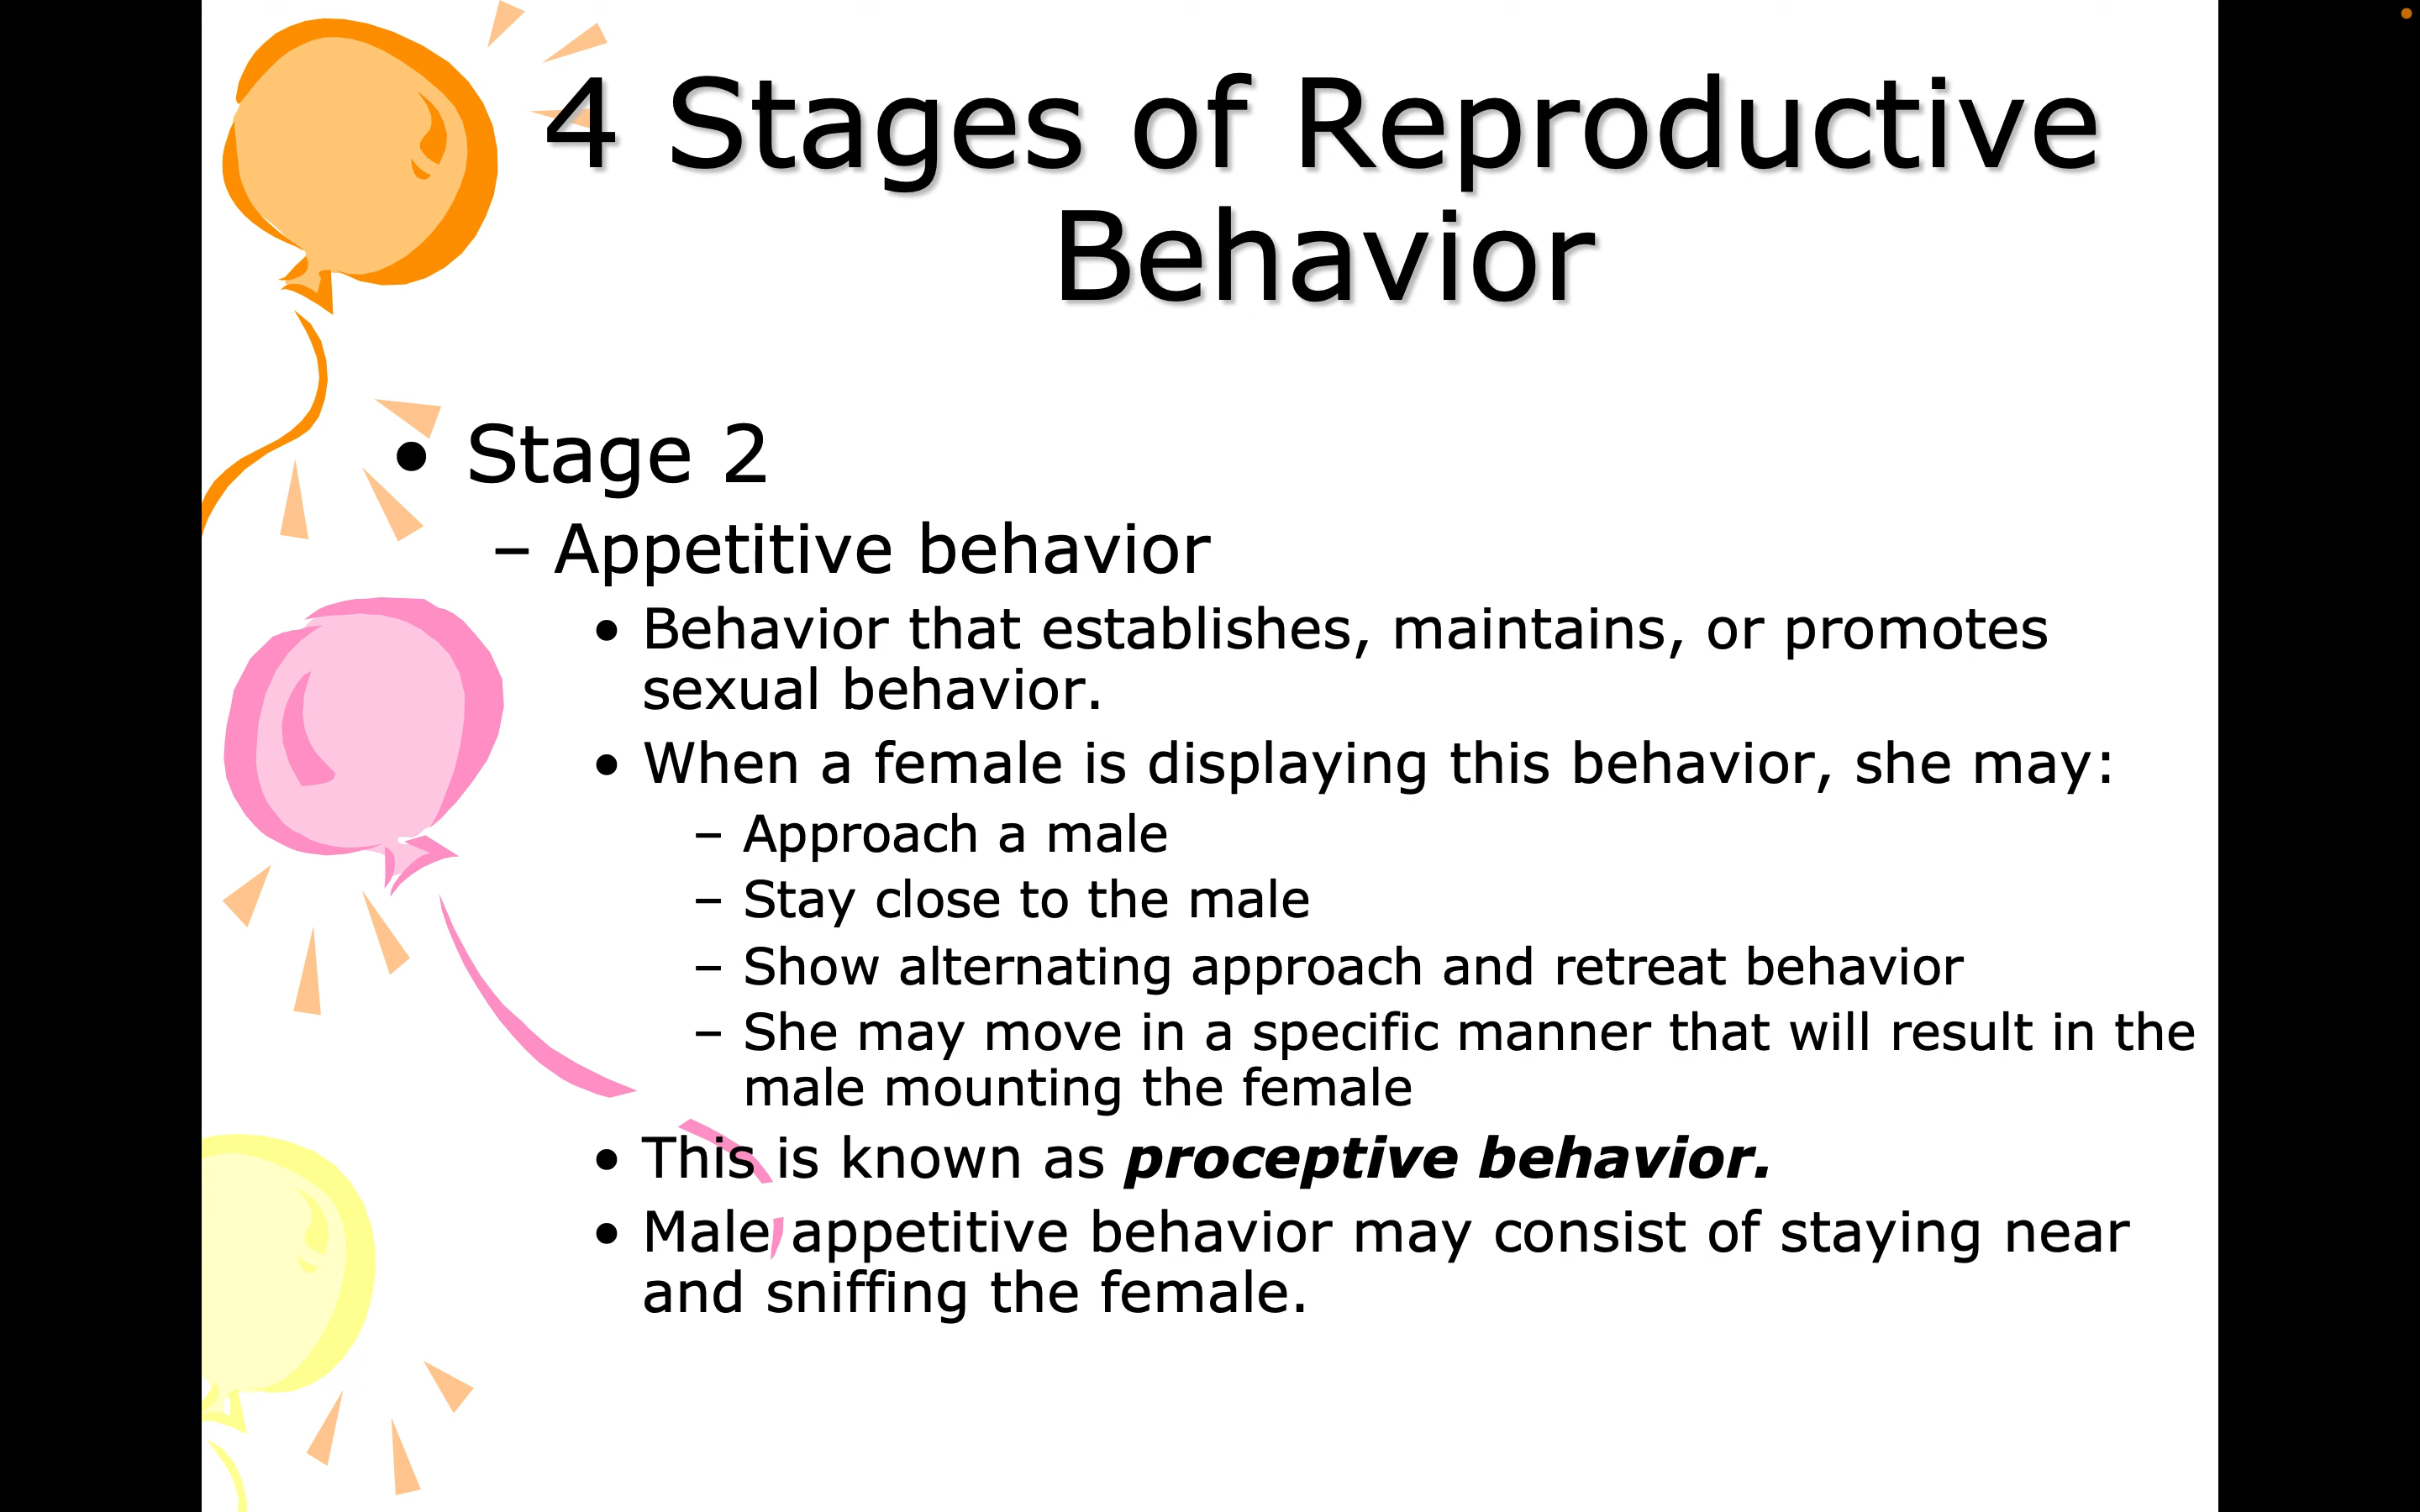 4 Stages of Reproductive
Behavior
• Stage 2
– Appetitive behavior
• Behavior that establishes, maintains, or promotes
sexual behavior.
• When a female is displaying this behavior, she may:
– Approach a male
– Stay close to the male
– Show alternating approach and retreat behavior
– She may move in a specific manner that will result in the
male mounting the female
• This is known as proceptive behavior.
• Male appetitive behavior may consist of staying near
and sniffing the female.